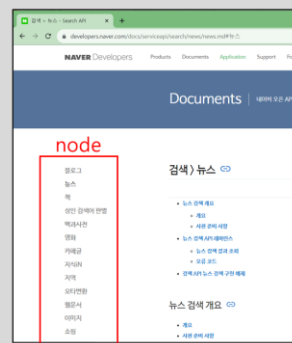 검색 > 뉴스 - Search API
developers.naver.com/docs/serviceapi/search/news/news.md#뉴스
NAVER Developers
Products
Documents
Application
Support
Documents
네이버 오픈 AP
node
블로그
뉴스
책
성인 검색어 판별
백과사전
영화
카페글
지식iN
지역
오타변환
웹문서
이미지
쇼핑
검색 > 뉴스
뉴스 검색 개요
개요
사전 준비 사항
뉴스 검색 API 레퍼런스
뉴스 검색 결과 조회
오류 코드
검색 API 뉴스 검색 구현 예제
뉴스 검색 개요
개요
사전 준비 사항